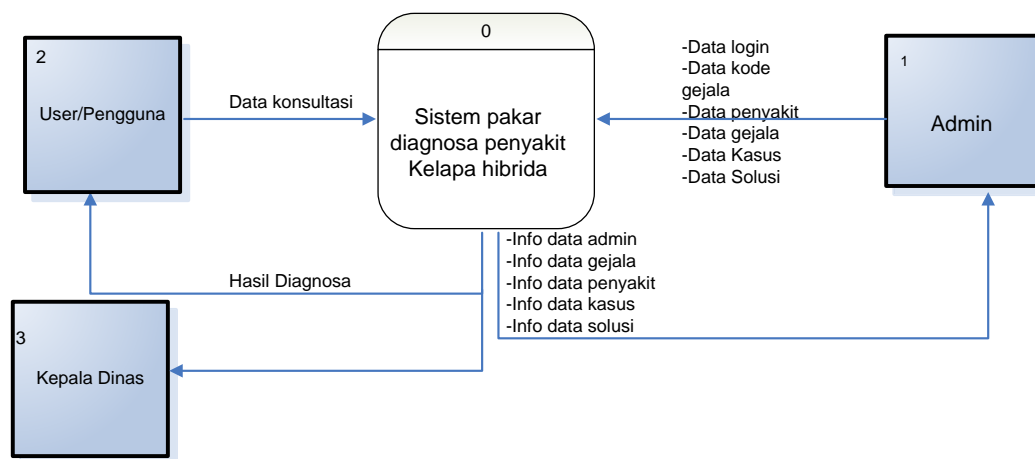 2
User/Pengguna
Data konsultasi
0
Sistem pakar
diagnosa penyakit
Kelapa hibrida
-Data login
-Data kode
gejala
-Data penyakit
-Data gejala
-Data Kasus
-Data Solusi
1
Admin
Hasil Diagnosa
-Info data admin
-Info data gejala
-Info data penyakit
-Info data kasus
-Info data solusi
3
Kepala Dinas